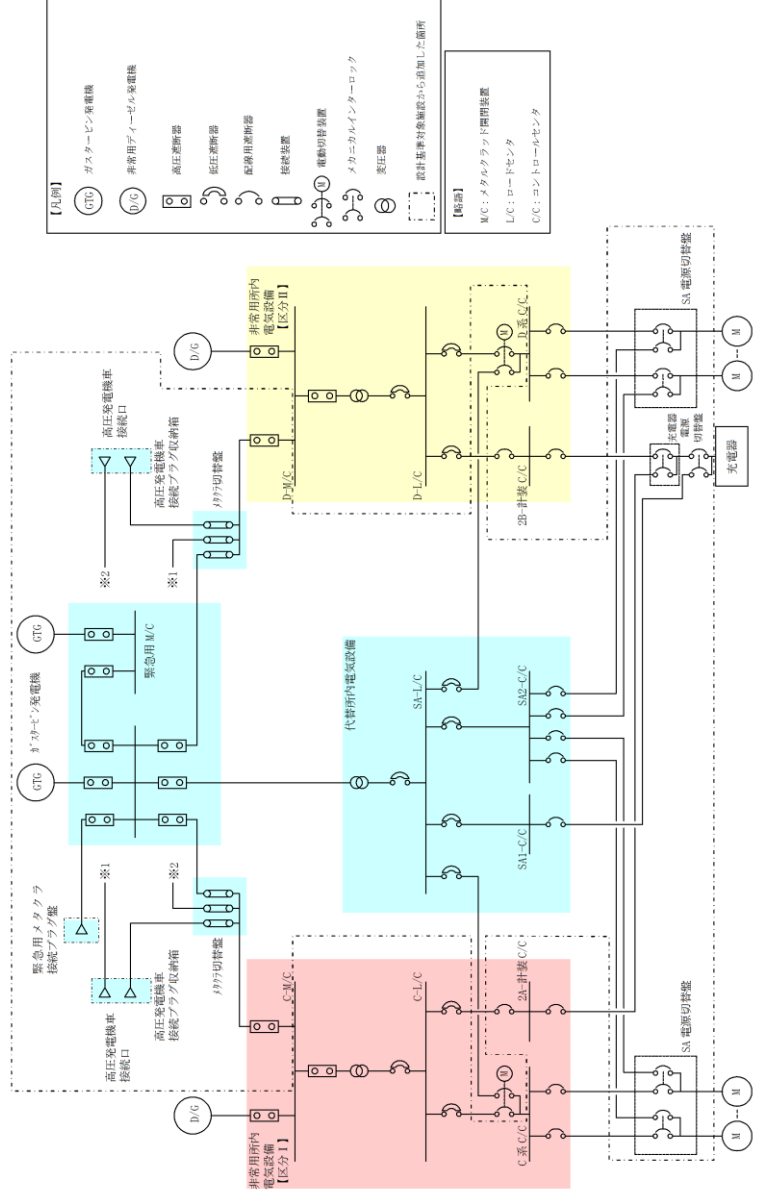 【凡例】
GTG
ガスタービン発電機
D/G
非常用ディーゼル発電機
高圧遮断器
低圧遮断器
配線用遮断器
接続装置
M
電動切替装置
メカニカルインターロック
変圧器
設計基準対象施設から追加した箇所
【略語】
M/C：メタルクラッド開閉装置
L/C：ロードセンタ
C/C：コントロールセンタ
緊急用メタクラ
接続プラグ盤
GTG
ガスタービン発電機
GTG
緊急用 M/C
高圧発電機車
接続口
高圧発電機車
接続プラグ収納箱
※1
※2
メタクラ切替盤
高圧発電機車
接続口
高圧発電機車
接続プラグ収納箱
※2
※1
メタクラ切替盤
D/G
非常用所内
電気設備
【区分Ⅰ】
C-M/C
C-L/C
M
C系 C/C
2A-計装 C/C
代替所内電気設備
SA-L/C
SA1-C/C
SA2-C/C
D/G
非常用所内
電気設備
【区分Ⅱ】
D-M/C
D-L/C
M
2B-計装 C/C
D系 C/C
SA 電源切替盤
M
M
充電器
電源
切替盤
充電器
SA 電源切替盤
M
M